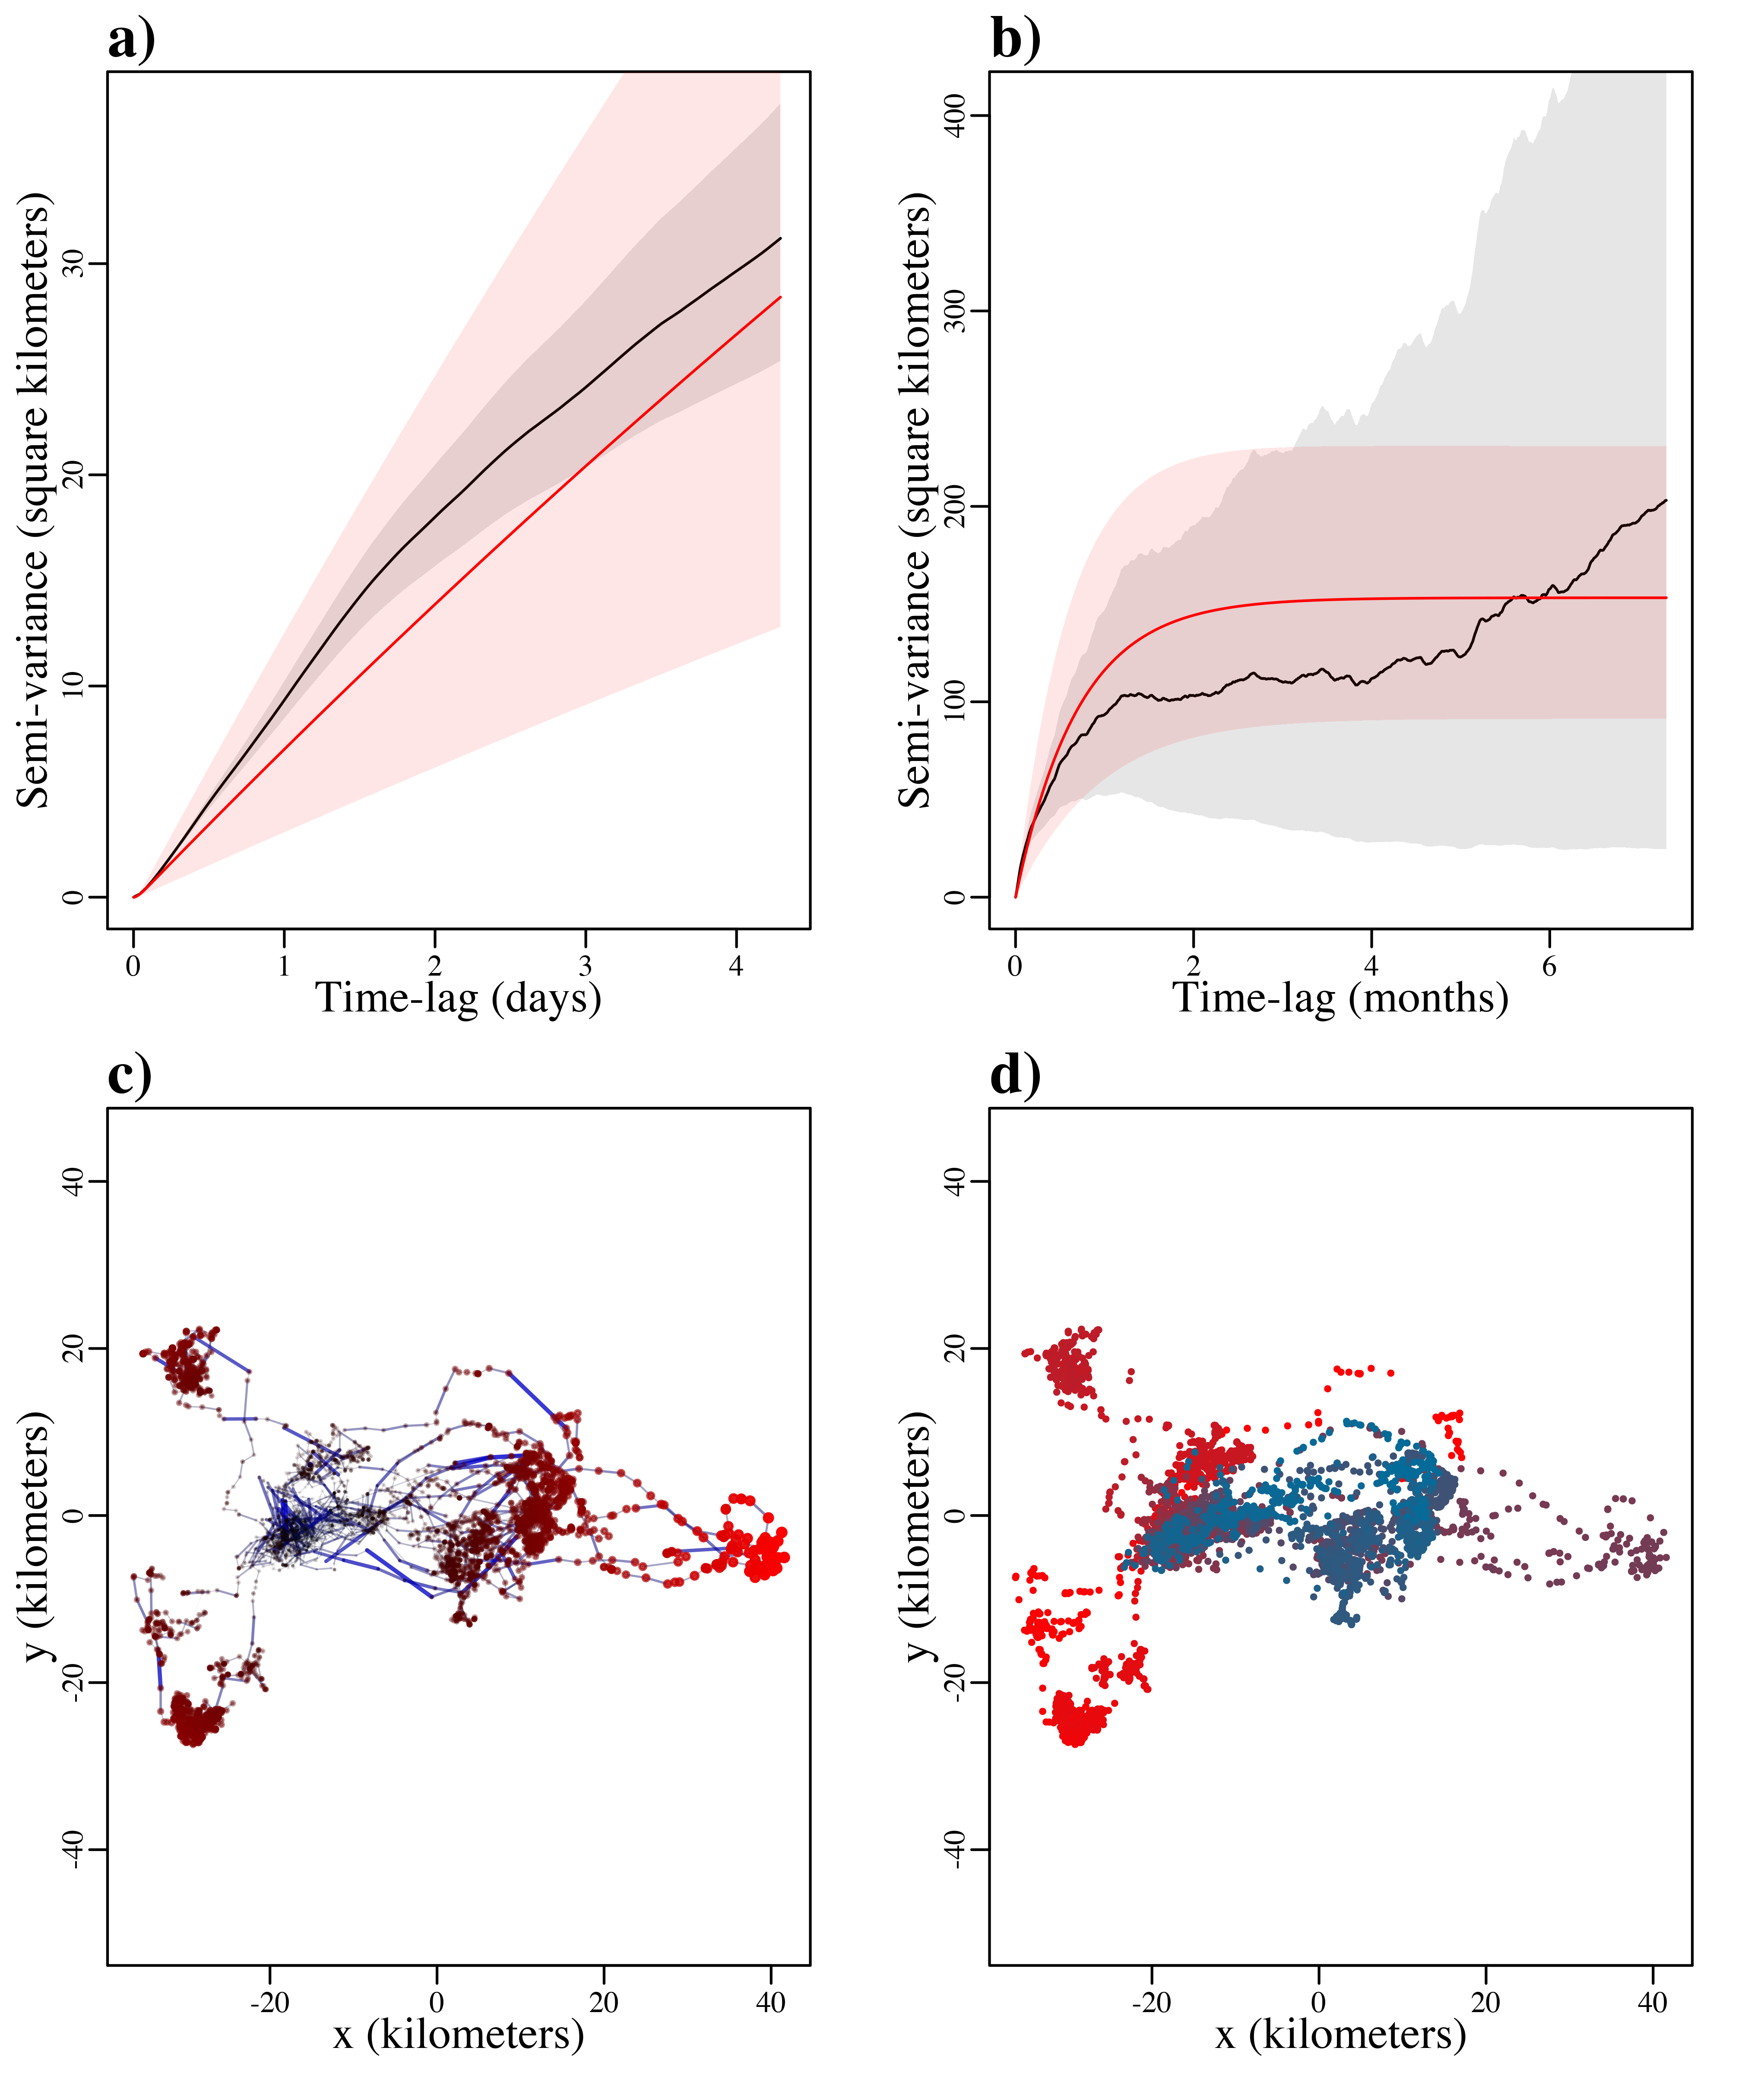 a)
Semi-variance (square kilometers)
30
20
10
0
0 1 2 3 4
Time-lag (days)
b)
Semi-variance (square kilometers)
400
300
200
100
0
0 2 4 6
Time-lag (months)
c)
y (kilometers)
40
20
0
-20
-40
-20 0 20 40
x (kilometers)
d)
y (kilometers)
40
20
0
-20
-40
-20 0 20 40
x (kilometers)